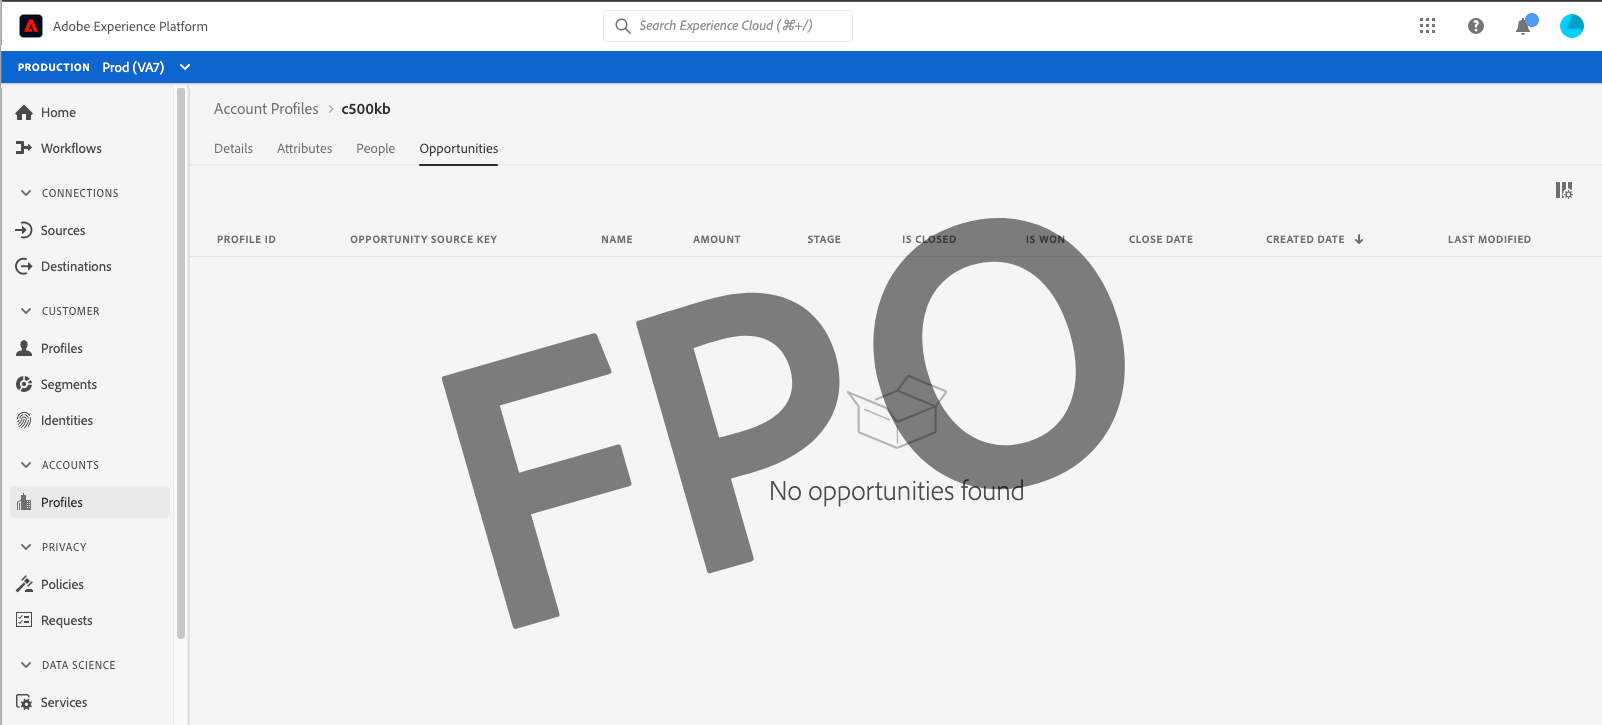 Adobe Experience Platform
Search Experience Cloud (⌘+/)
PRODUCTION Prod (VA7)
Home
Workflows
CONNECTIONS
Sources
Destinations
CUSTOMER
Profiles
Segments
Identities
ACCOUNTS
Profiles
PRIVACY
Policies
Requests
DATA SCIENCE
Services
Account Profiles > c500kb
Details Attributes People Opportunities
PROFILE ID OPPORTUNITY SOURCE KEY NAME AMOUNT STAGE IS CLOSED IS WON CLOSE DATE CREATED DATE ↓ LAST MODIFIED
FPO
No opportunities found